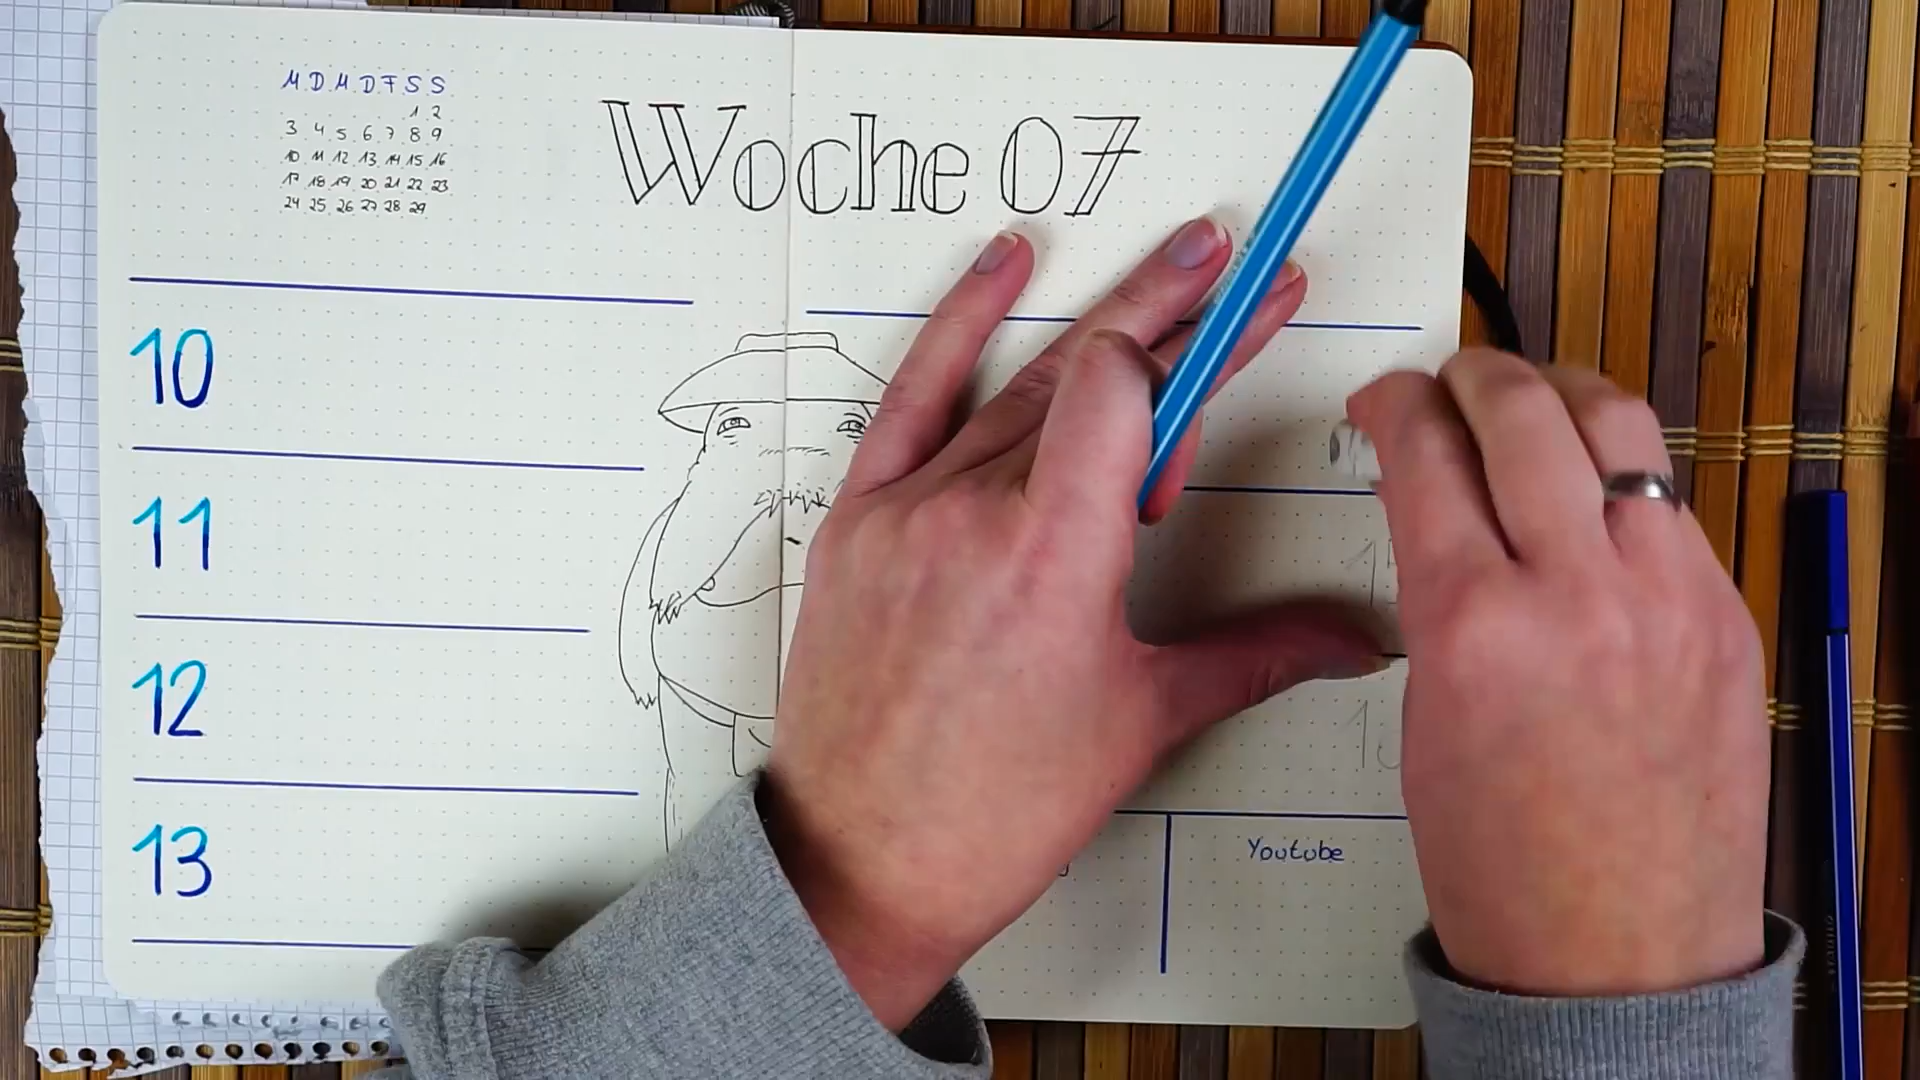 M D M D F S S
1 2
3 4 5 6 7 8 9
10 11 12 13 14 15 16
17 18 19 20 21 22 23
24 25 26 27 28 29
Woche 07
10
11
12
13
Youtube